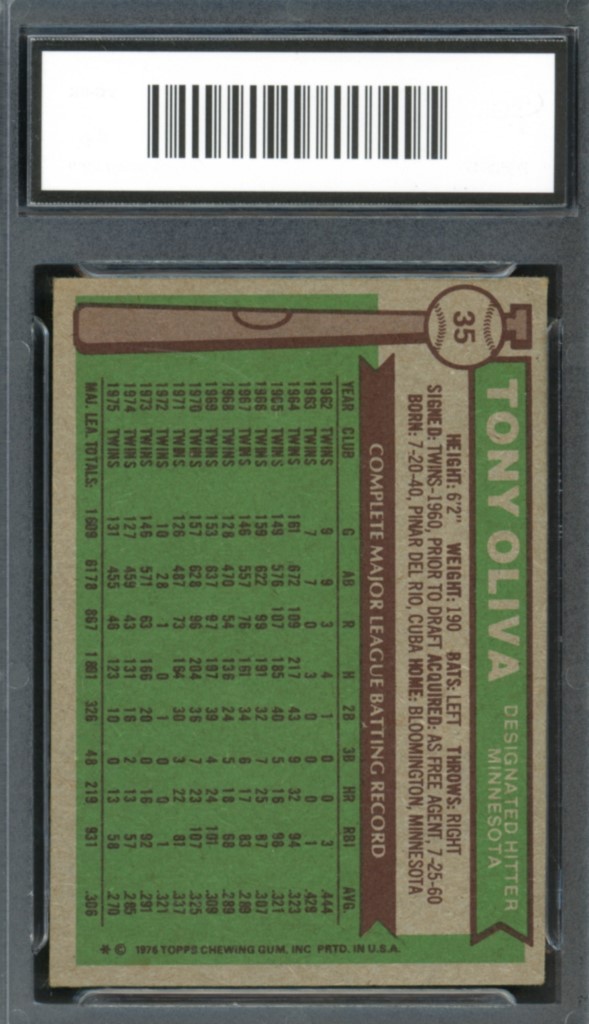 35
TONY OLIVA
DESIGNATED HITTER
MINNESOTA
HEIGHT: 6'2" WEIGHT: 190 BATS: LEFT THROWS: RIGHT
SIGNED: TWINS-1960, PRIOR TO DRAFT ACQUIRED: AS FREE AGENT, 7-25-60
BORN: 7-20-40, PINAR DEL RIO, CUBA HOME: BLOOMINGTON, MINNESOTA
COMPLETE MAJOR LEAGUE BATTING RECORD
YEAR CLUB G AB R H 2B 3B HR RBI AVG.
1962 TWINS 9 9 3 4 1 0 0 3 .444
1963 TWINS 7 7 0 3 0 0 0 1 .429
1964 TWINS 161 672 109 217 43 9 32 94 .323
1965 TWINS 149 576 107 185 40 5 16 98 .321
1966 TWINS 159 622 99 191 32 7 25 87 .307
1967 TWINS 146 557 76 161 34 6 17 83 .289
1968 TWINS 128 470 54 136 24 5 18 68 .289
1969 TWINS 153 637 97 197 39 4 24 101 .309
1970 TWINS 157 628 96 204 36 7 23 107 .325
1971 TWINS 126 487 73 164 30 3 22 81 .337
1972 TWINS 10 28 1 9 1 0 0 1 .321
1973 TWINS 146 571 63 166 20 0 16 92 .291
1974 TWINS 127 459 43 131 16 2 13 57 .285
1975 TWINS 131 455 46 123 10 0 13 58 .270
MAJ. LEA. TOTALS: 1609 6178 867 1891 326 48 219 931 .306
* © 1976 TOPPS CHEWING GUM, INC. PRTD. IN U.S.A.